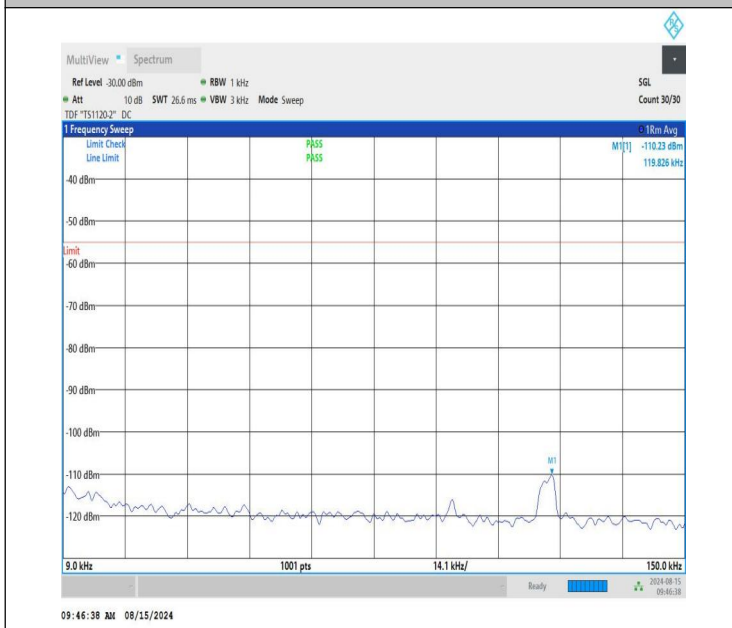 R S
MultiView Spectrum
Ref Level -30.00 dBm RBW 1 kHz SGL
Att 10 dB SWT 26.6 ms VBW 3 kHz Mode Sweep Count 30/30
TDF "TS1120-2" DC
1 Frequency Sweep 1Rm Avg
Limit Check PASS M1[1] -110.23 dBm
Line Limit PASS 119.826 kHz
-40 dBm
-50 dBm
Limit
-60 dBm
-70 dBm
-80 dBm
-90 dBm
-100 dBm
M1
-110 dBm
-120 dBm
9.0 kHz 1001 pts 14.1 kHz/ 150.0 kHz
Ready 2024-08-15
09:46:38
09:46:38 AM 08/15/2024